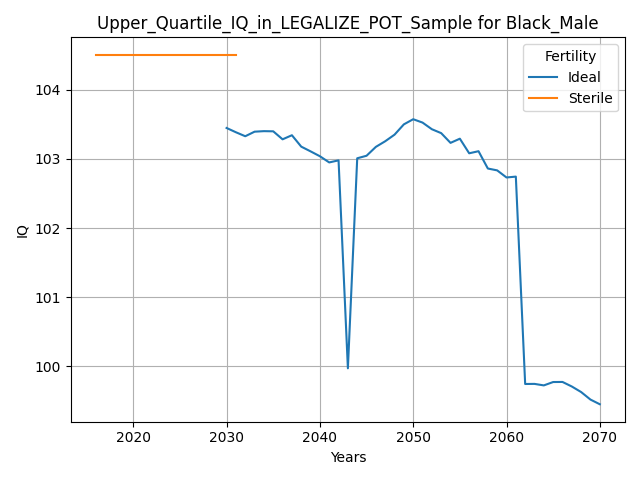 Upper_Quartile_IQ_in_LEGALIZE_POT_Sample for Black_Male
Fertility
Ideal
Sterile
104
103
102
101
100
IQ
2020 2030 2040 2050 2060 2070
Years